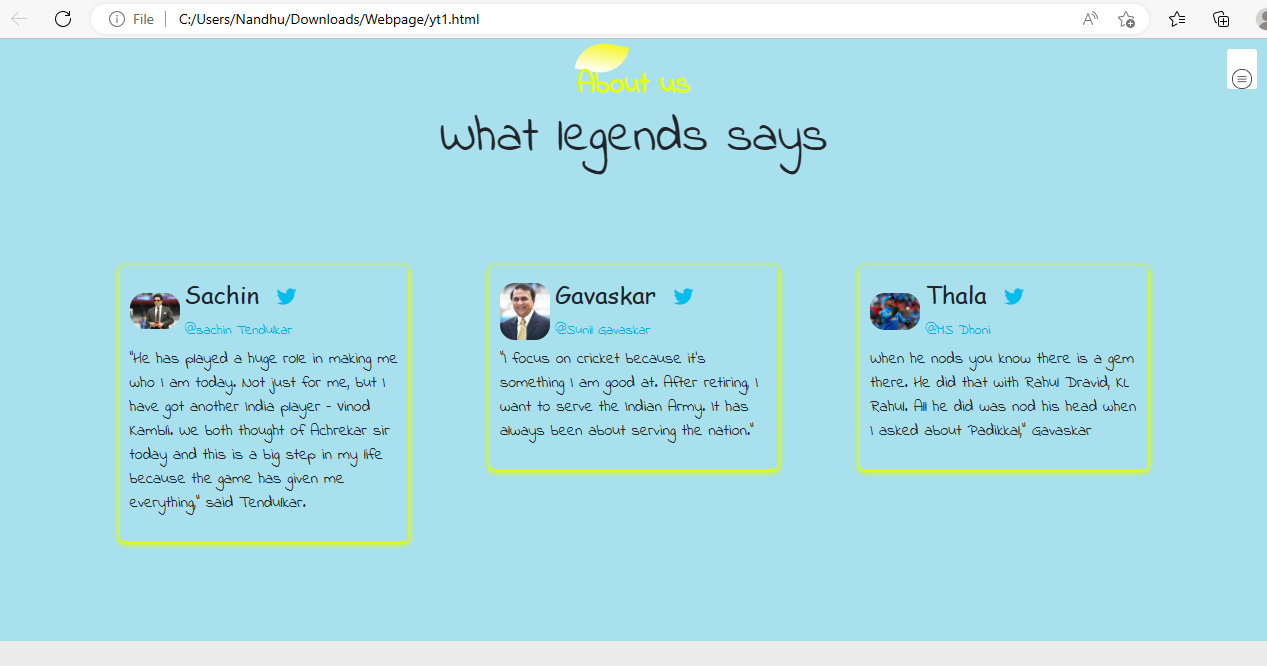 File
C:/Users/Nandhu/Downloads/Webpage/yt1.html
About us
what legends says
Sachin
@sachin Tendulkar
"He has played a huge role in making me
who I am today. Not just for me, but I
have got another India player - Vinod
Kambli. We both thought of Achrekar sir
today and this is a big step in my life
because the game has given me
everything," said Tendulkar.
Gavaskar
@Sunil Gavaskar
"I focus on cricket because it's
something I am good at. After retiring, I
want to serve the Indian Army. It has
always been about serving the nation."
Thala
@MS Dhoni
When he nods you know there is a gem
there. He did that with Rahul Dravid, KL
Rahul. All he did was nod his head when
I asked about Padikkal," Gavaskar